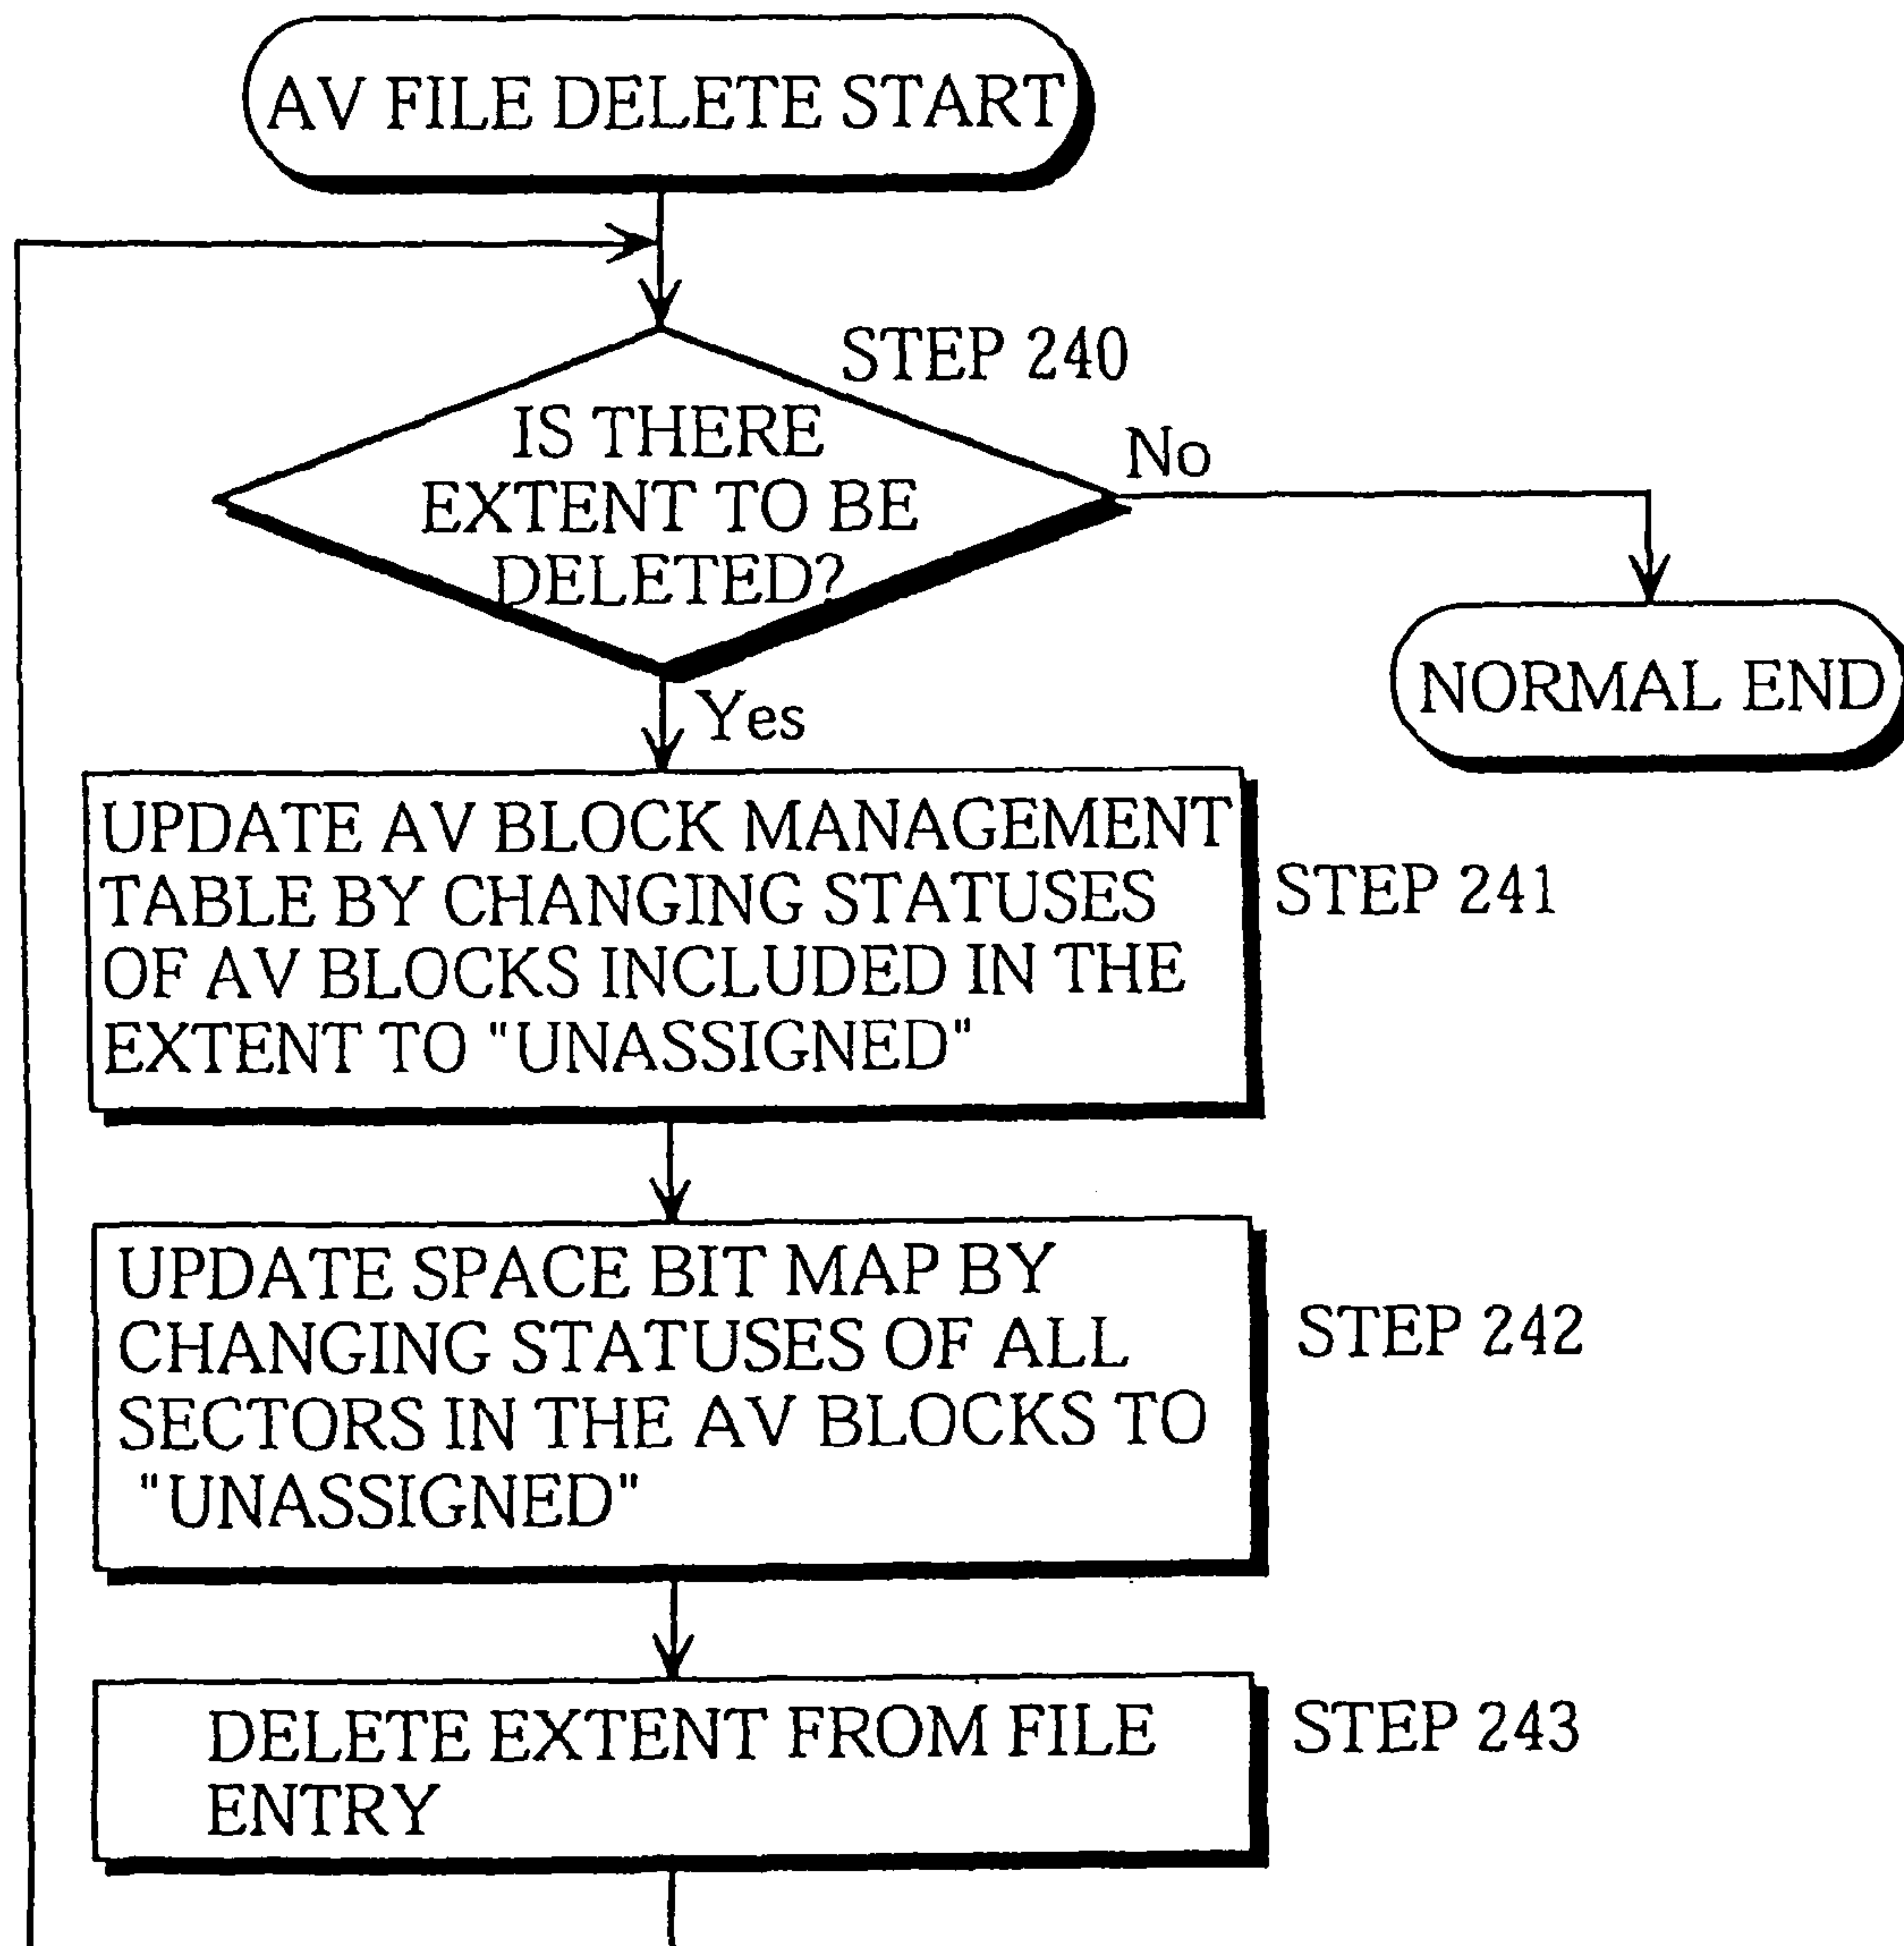 AV FILE DELETE START
STEP 240
IS THERE
EXTENT TO BE
DELETED?
No
NORMAL END
Yes
UPDATE AV BLOCK MANAGEMENT
TABLE BY CHANGING STATUSES
OF AV BLOCKS INCLUDED IN THE
EXTENT TO "UNASSIGNED"
STEP 241
UPDATE SPACE BIT MAP BY
CHANGING STATUSES OF ALL
SECTORS IN THE AV BLOCKS TO
"UNASSIGNED"
STEP 242
DELETE EXTENT FROM FILE
ENTRY
STEP 243